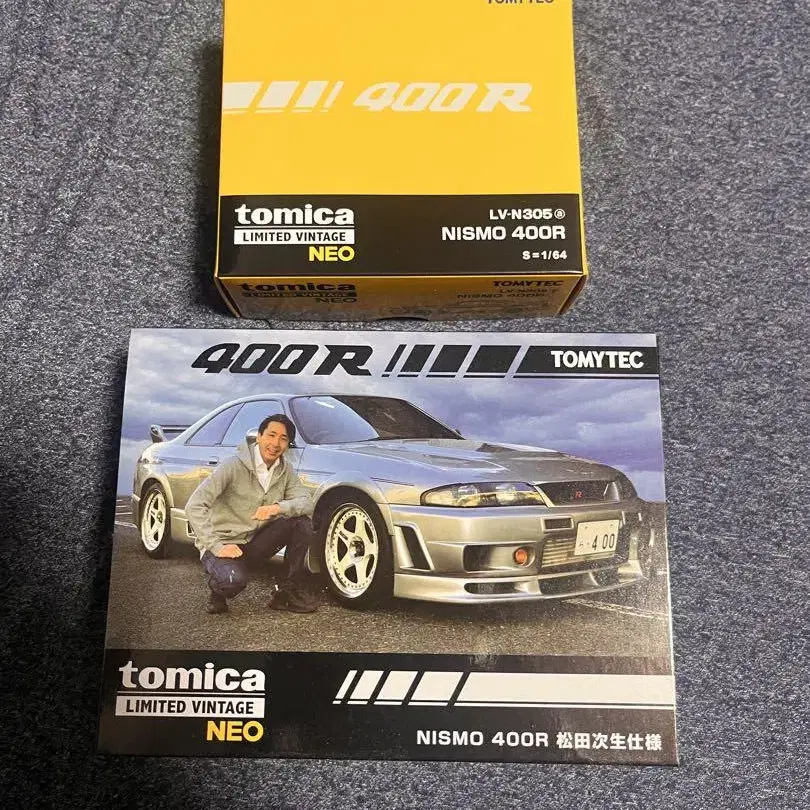 TOMYTEC
400R
tomica
LIMITED VINTAGE
NEO
LV-N305ⓐ
NISMO 400R
S=1/64
tomica
LIMITED VINTAGE
NEO
TOMYTEC
NISMO 400R
400R
TOMYTEC
R
400
tomica
LIMITED VINTAGE
NEO
NISMO 400R 松田次生仕様